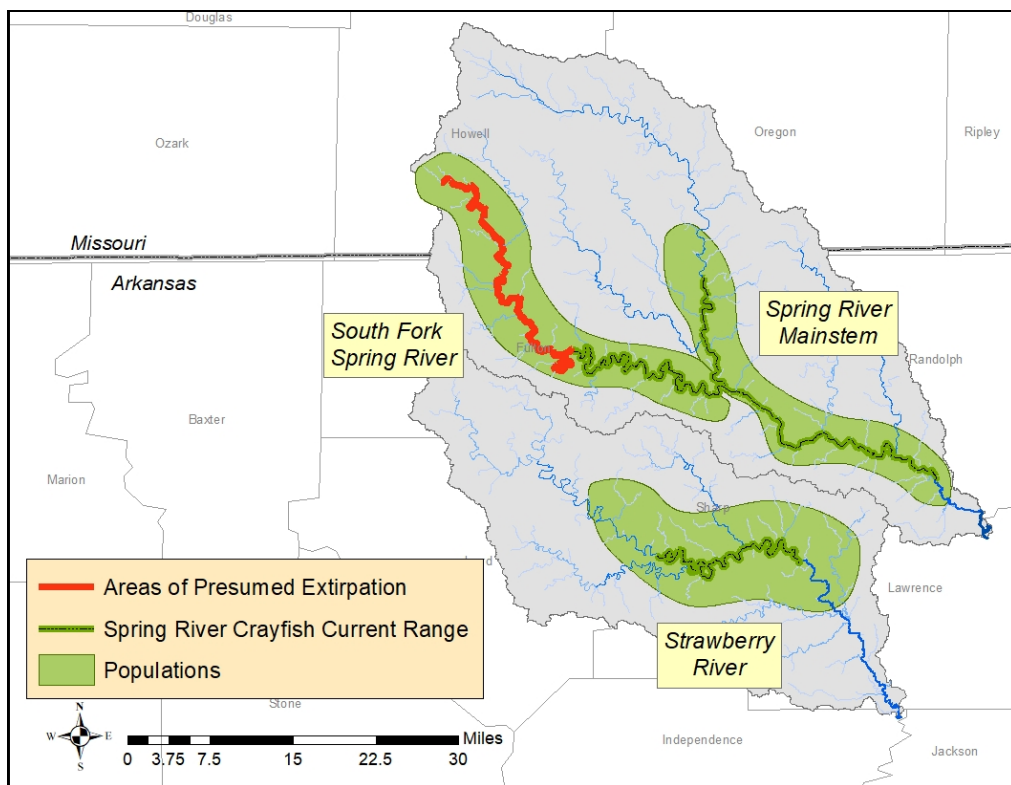 Douglas
Howell
Oregon
Ripley
Ozark
Missouri
Arkansas
South Fork
Spring River
Spring River
Mainstem
Fulton
Randolph
Baxter
Marion
Sharp
Lawrence
Areas of Presumed Extirpation
Spring River Crayfish Current Range
Populations
Strawberry
River
Stone
N
W
E
S
Miles
0 3.75 7.5 15 22.5 30
Independence
Jackson